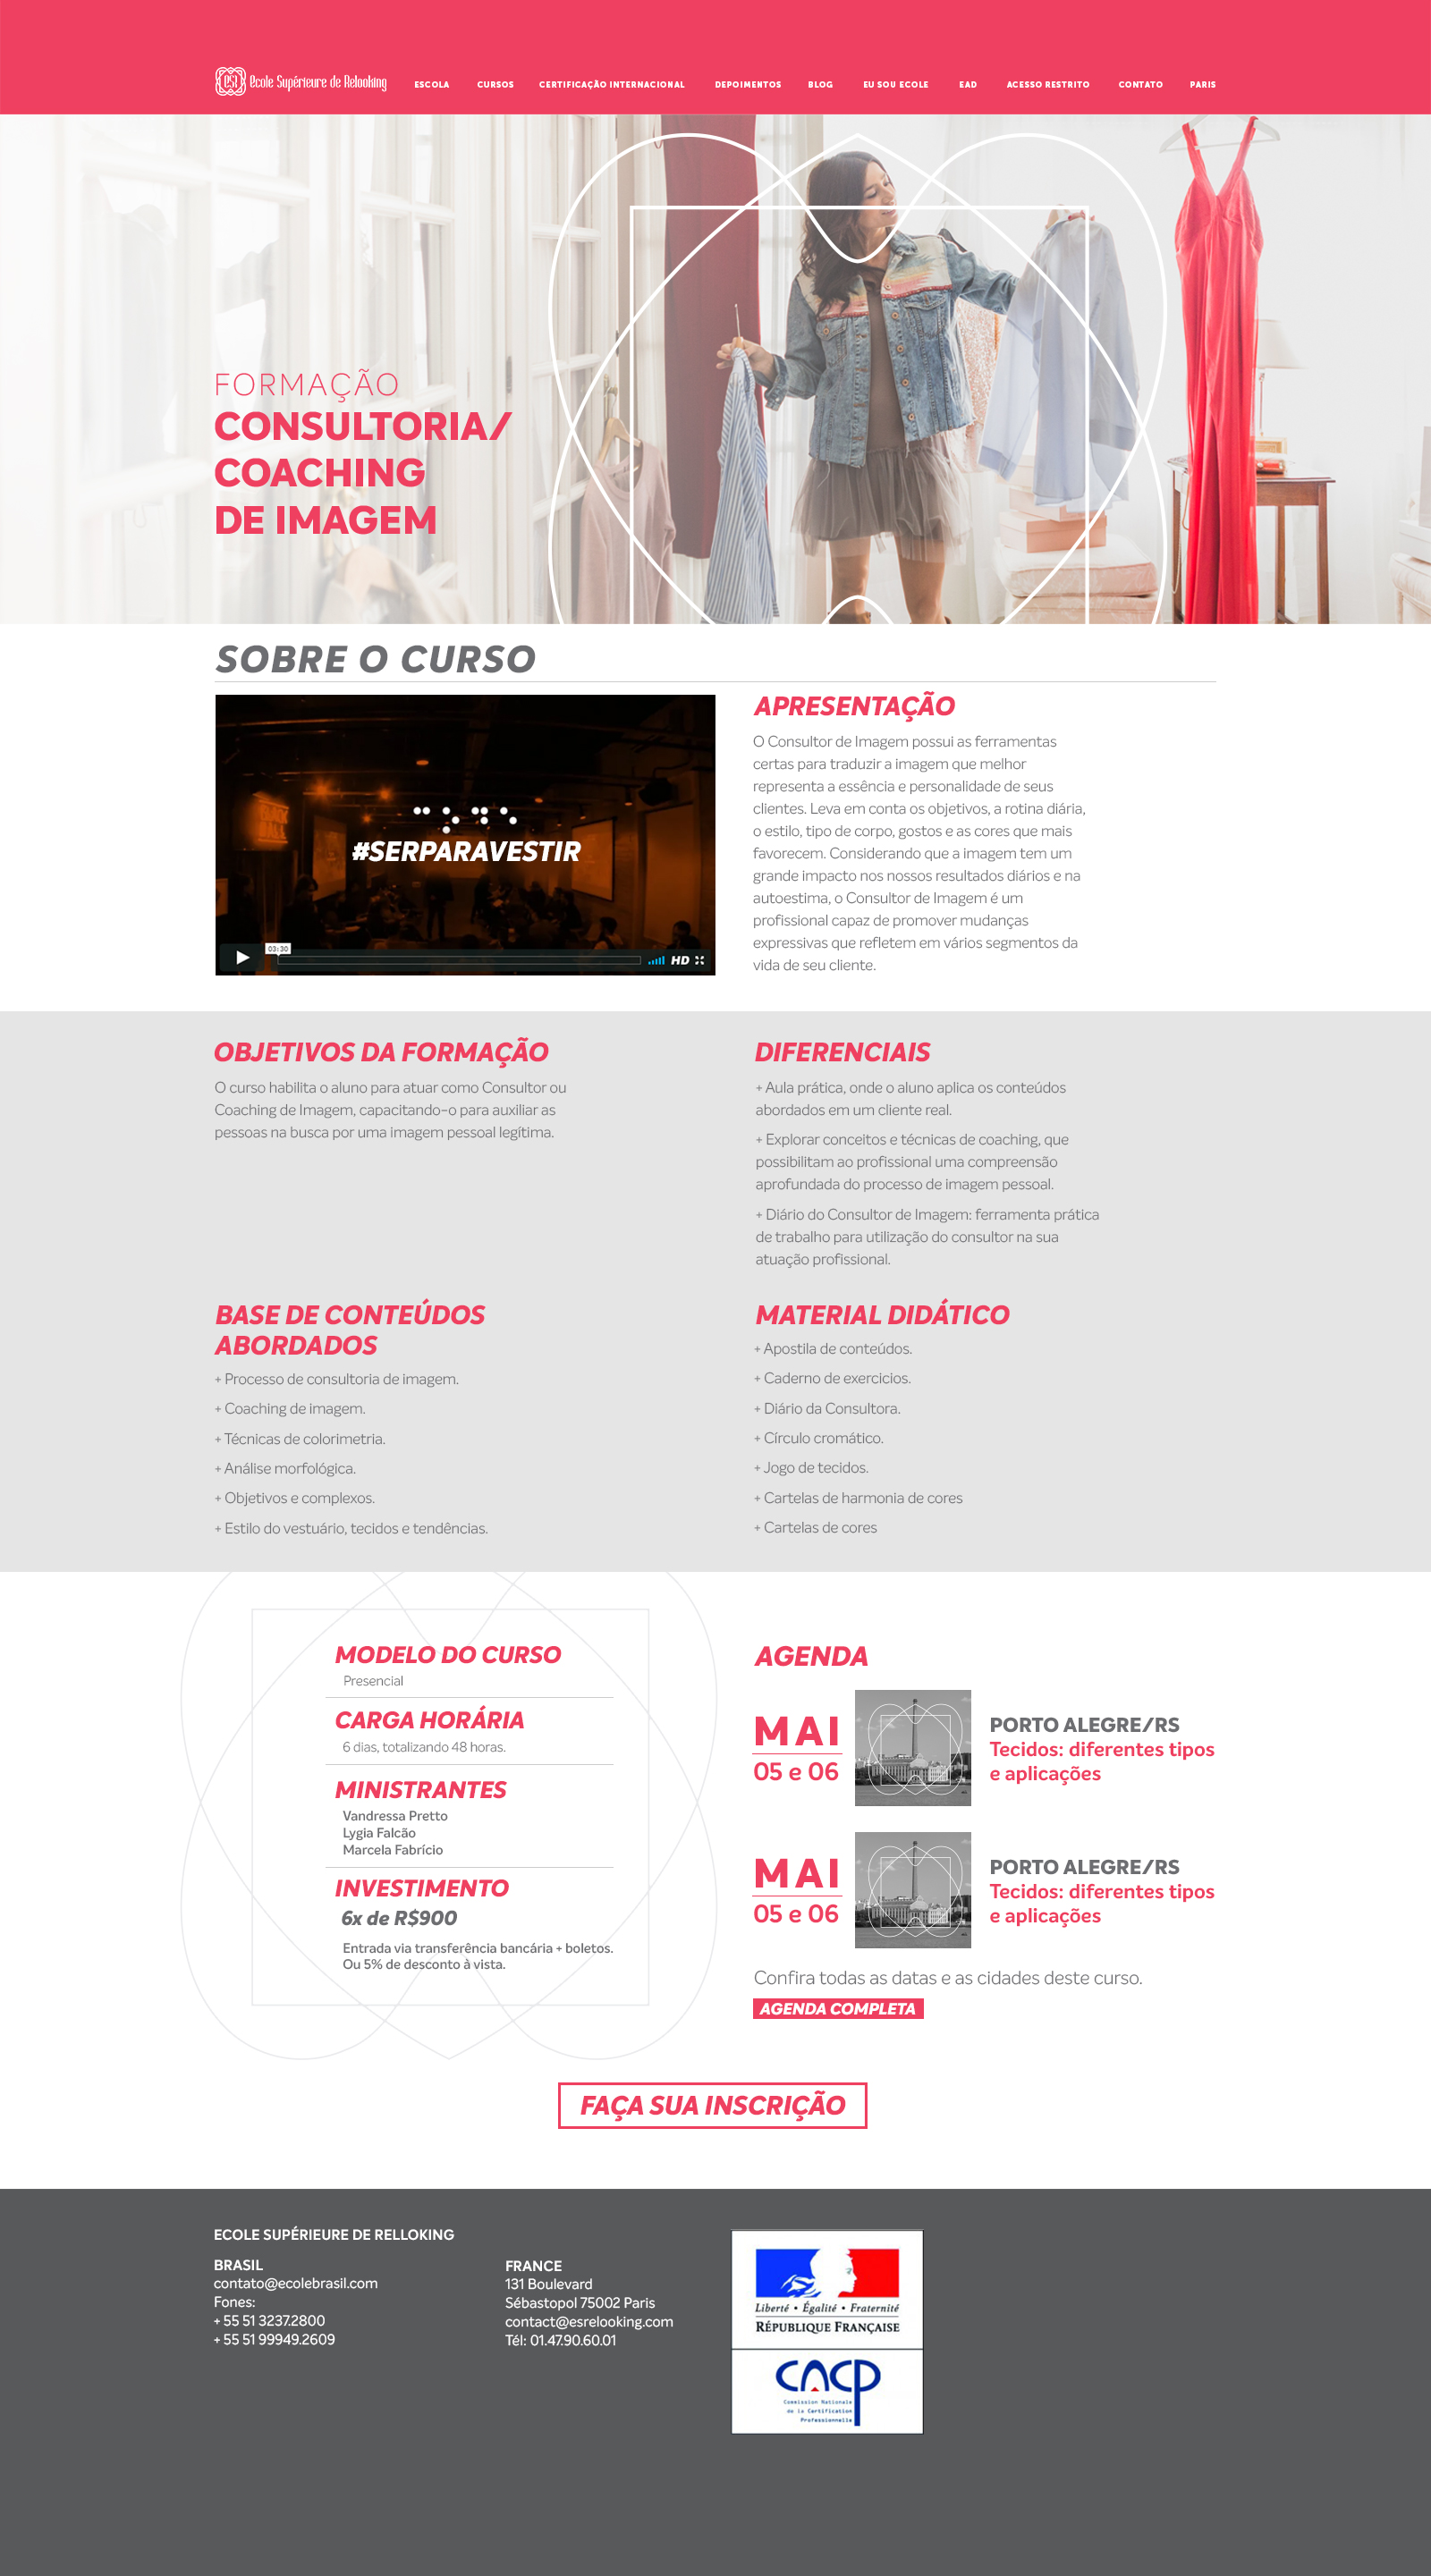 Ecole Supérieure de Relooking
ESCOLA CURSOS CERTIFICAÇÃO INTERNACIONAL DEPOIMENTOS BLOG EU SOU ECOLE EAD ACESSO RESTRITO CONTATO PARIS
FORMAÇÃO
CONSULTORIA/
COACHING
DE IMAGEM
SOBRE O CURSO
#SERPARAVESTIR
03:30
HD
APRESENTAÇÃO
O Consultor de Imagem possui as ferramentas
certas para traduzir a imagem que melhor
representa a essência e personalidade de seus
clientes. Leva em conta os objetivos, a rotina diária,
o estilo, tipo de corpo, gostos e as cores que mais
favorecem. Considerando que a imagem tem um
grande impacto nos nossos resultados diários e na
autoestima, o Consultor de Imagem é um
profissional capaz de promover mudanças
expressivas que refletem em vários segmentos da
vida de seu cliente.
OBJETIVOS DA FORMAÇÃO
O curso habilita o aluno para atuar como Consultor ou
Coaching de Imagem, capacitando-o para auxiliar as
pessoas na busca por uma imagem pessoal legítima.
DIFERENCIAIS
+ Aula prática, onde o aluno aplica os conteúdos
abordados em um cliente real.
+ Explorar conceitos e técnicas de coaching, que
possibilitam ao profissional uma compreensão
aprofundada do processo de imagem pessoal.
+ Diário do Consultor de Imagem: ferramenta prática
de trabalho para utilização do consultor na sua
atuação profissional.
BASE DE CONTEÚDOS
ABORDADOS
+ Processo de consultoria de imagem.
+ Coaching de imagem.
+ Técnicas de colorimetria.
+ Análise morfológica.
+ Objetivos e complexos.
+ Estilo do vestuário, tecidos e tendências.
MATERIAL DIDÁTICO
+ Apostila de conteúdos.
+ Caderno de exercicios.
+ Diário da Consultora.
+ Círculo cromático.
+ Jogo de tecidos.
+ Cartelas de harmonia de cores
+ Cartelas de cores
MODELO DO CURSO
Presencial
CARGA HORÁRIA
6 dias, totalizando 48 horas.
MINISTRANTES
Vandressa Pretto
Lygia Falcão
Marcela Fabrício
INVESTIMENTO
6x de R$900
Entrada via transferência bancária + boletos.
Ou 5% de desconto à vista.
AGENDA
MAI
05 e 06
PORTO ALEGRE/RS
Tecidos: diferentes tipos
e aplicações
MAI
05 e 06
PORTO ALEGRE/RS
Tecidos: diferentes tipos
e aplicações
Confira todas as datas e as cidades deste curso.
AGENDA COMPLETA
FAÇA SUA INSCRIÇÃO
ECOLE SUPÉRIEURE DE RELLOKING
BRASIL
contato@ecolebrasil.com
Fones:
+ 55 51 3237.2800
+ 55 51 99949.2609
FRANCE
131 Boulevard
Sébastopol 75002 Paris
contact@esrelooking.com
Tél: 01.47.90.60.01
Liberté • Égalité • Fraternité
RÉPUBLIQUE FRANÇAISE
CNCP
Commission Nationale
de la Certification
Professionnelle